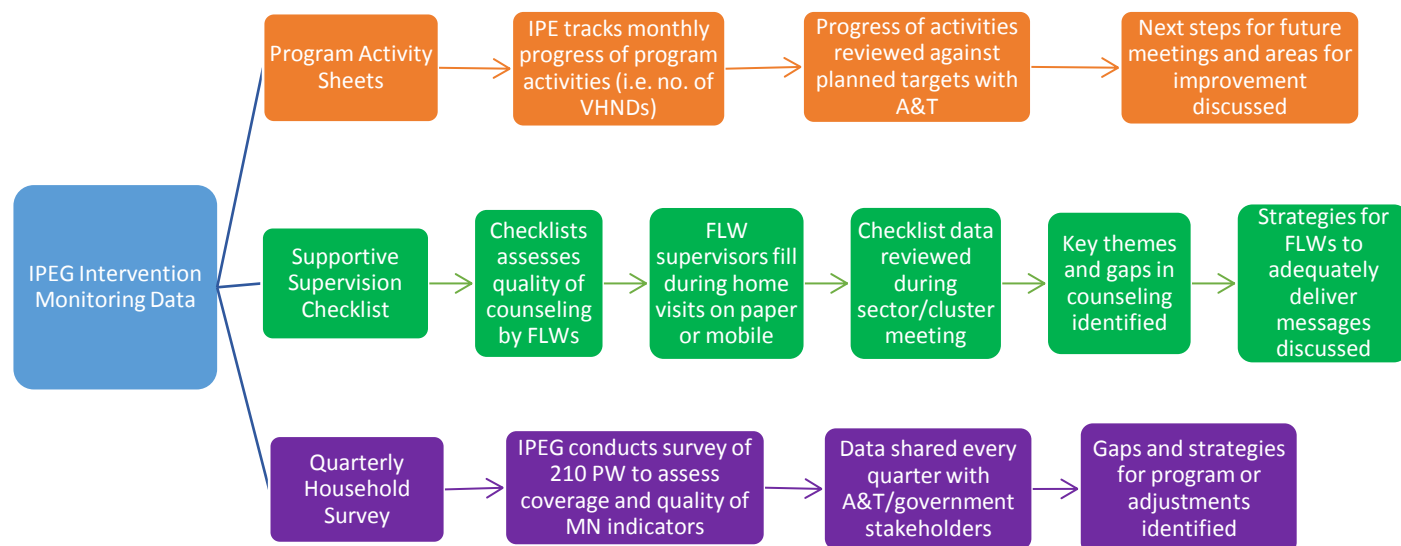 Program Activity
Sheets
IPE tracks monthly
progress of program
activities (i.e. no. of
VHNDs)
Progress of activities
reviewed against
planned targets with
A&T
Next steps for future
meetings and areas for
improvement
discussed
IPEG Intervention
Monitoring Data
Supportive
Supervision
Checklist
Checklists
assesses
quality of
counseling
by FLWs
FLW
supervisors fill
during home
visits on paper
or mobile
Checklist data
reviewed
during
sector/cluster
meeting
Key themes
and gaps in
counseling
identified
Strategies for
FLWs to
adequately
deliver
messages
discussed
Quarterly
Household
Survey
IPEG conducts survey of
210 PW to assess
coverage and quality of
MN indicators
Data shared every
quarter with
A&T/government
stakeholders
Gaps and strategies
for program or
adjustments
identified